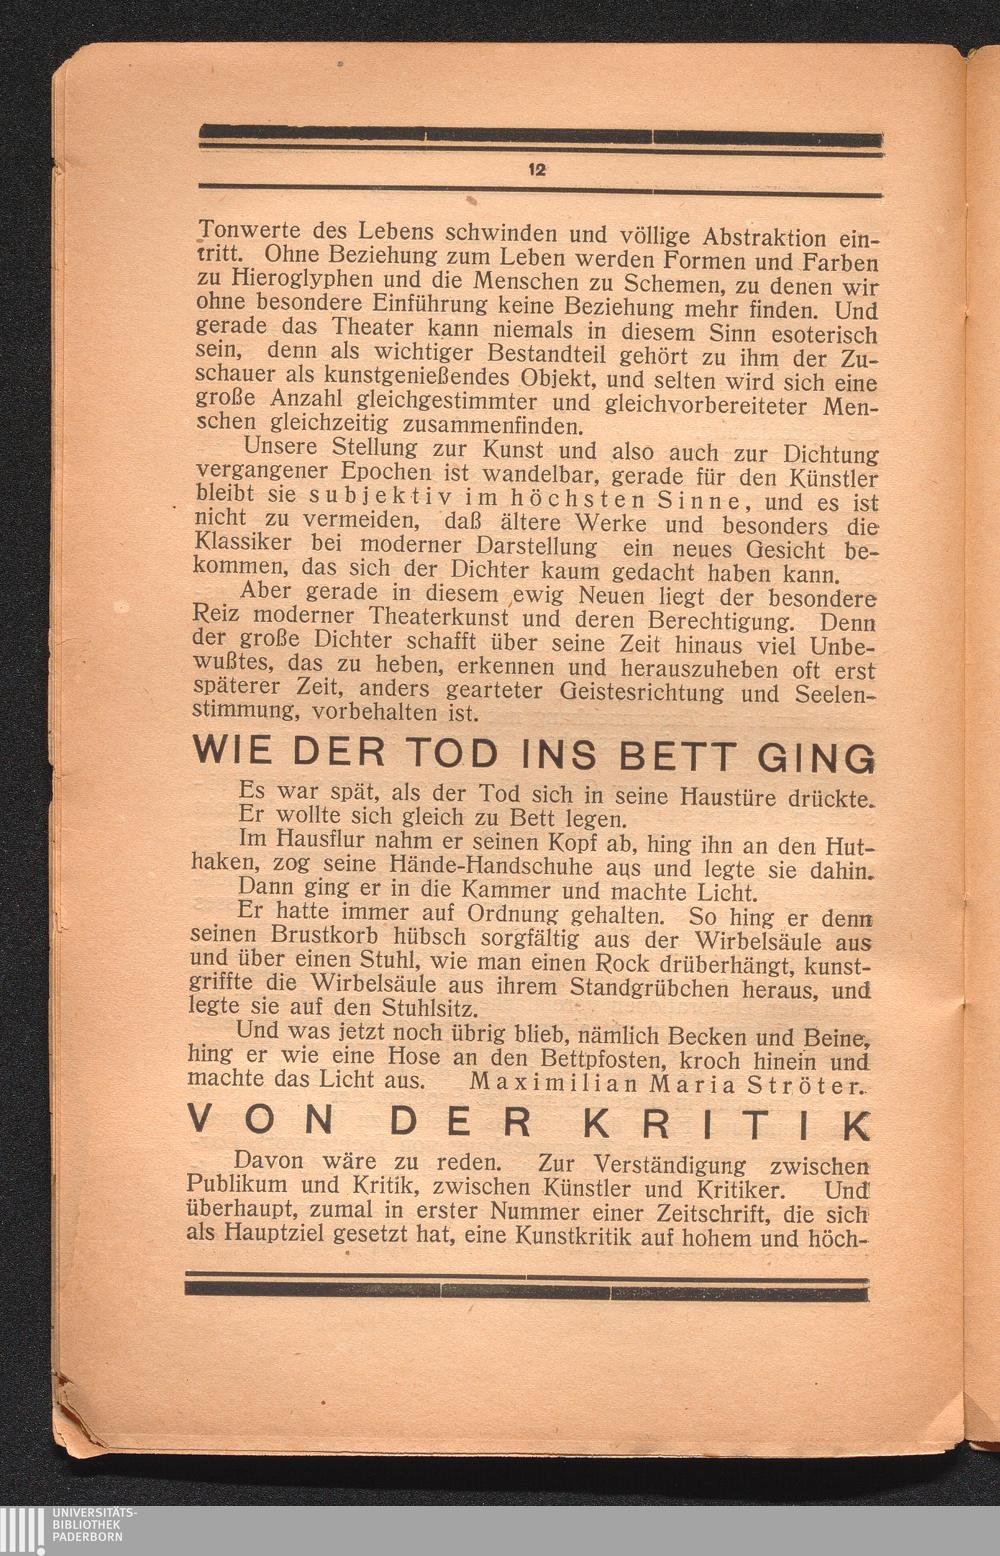 12
Tonwerte des Lebens schwinden und völlige Abstraktion ein-
tritt. Ohne Beziehung zum Leben werden Formen und Farben
zu Hieroglyphen und die Menschen zu Schemen, zu denen wir
ohne besondere Einführung keine Beziehung mehr finden. Und
gerade das Theater kann niemals in diesem Sinn esoterisch
sein, denn als wichtiger Bestandteil gehört zu ihm der Zu-
schauer als kunstgenießendes Objekt, und selten wird sich eine
große Anzahl gleichgestimmter und gleichvorbereiteter Men-
schen gleichzeitig zusammenfinden.
Unsere Stellung zur Kunst und also auch zur Dichtung
vergangener Epochen ist wandelbar, gerade für den Künstler
bleibt sie subjektiv im höchsten Sinne, und es ist
nicht zu vermeiden, daß ältere Werke und besonders die
Klassiker bei moderner Darstellung ein neues Gesicht be-
kommen, das sich der Dichter kaum gedacht haben kann.
Aber gerade in diesem ewig Neuen liegt der besondere
Reiz moderner Theaterkunst und deren Berechtigung. Denn
der große Dichter schafft über seine Zeit hinaus viel Unbe-
wußtes, das zu heben, erkennen und herauszuheben oft erst
späterer Zeit, anders gearteter Geistesrichtung und Seelen-
stimmung, vorbehalten ist.
WIE DER TOD INS BETT GING
Es war spät, als der Tod sich in seine Haustüre drückte.
Er wollte sich gleich zu Bett legen.
Im Hausflur nahm er seinen Kopf ab, hing ihn an den Hut-
haken, zog seine Hände-Handschuhe aus und legte sie dahin.
Dann ging er in die Kammer und machte Licht.
Er hatte immer auf Ordnung gehalten. So hing er denn
seinen Brustkorb hübsch sorgfältig aus der Wirbelsäule aus
und über einen Stuhl, wie man einen Rock drüberhängt, kunst-
griffte die Wirbelsäule aus ihrem Standgrübchen heraus, und
legte sie auf den Stuhlsitz.
Und was jetzt noch übrig blieb, nämlich Becken und Beine,
hing er wie eine Hose an den Bettpfosten, kroch hinein und
machte das Licht aus. Maximilian Maria Ströter.
VON DER KRITIK
Davon wäre zu reden. Zur Verständigung zwischen
Publikum und Kritik, zwischen Künstler und Kritiker. Und
überhaupt, zumal in erster Nummer einer Zeitschrift, die sich
als Hauptziel gesetzt hat, eine Kunstkritik auf hohem und höch-
UNIVERSITÄTS-
BIBLIOTHEK
PADERBORN